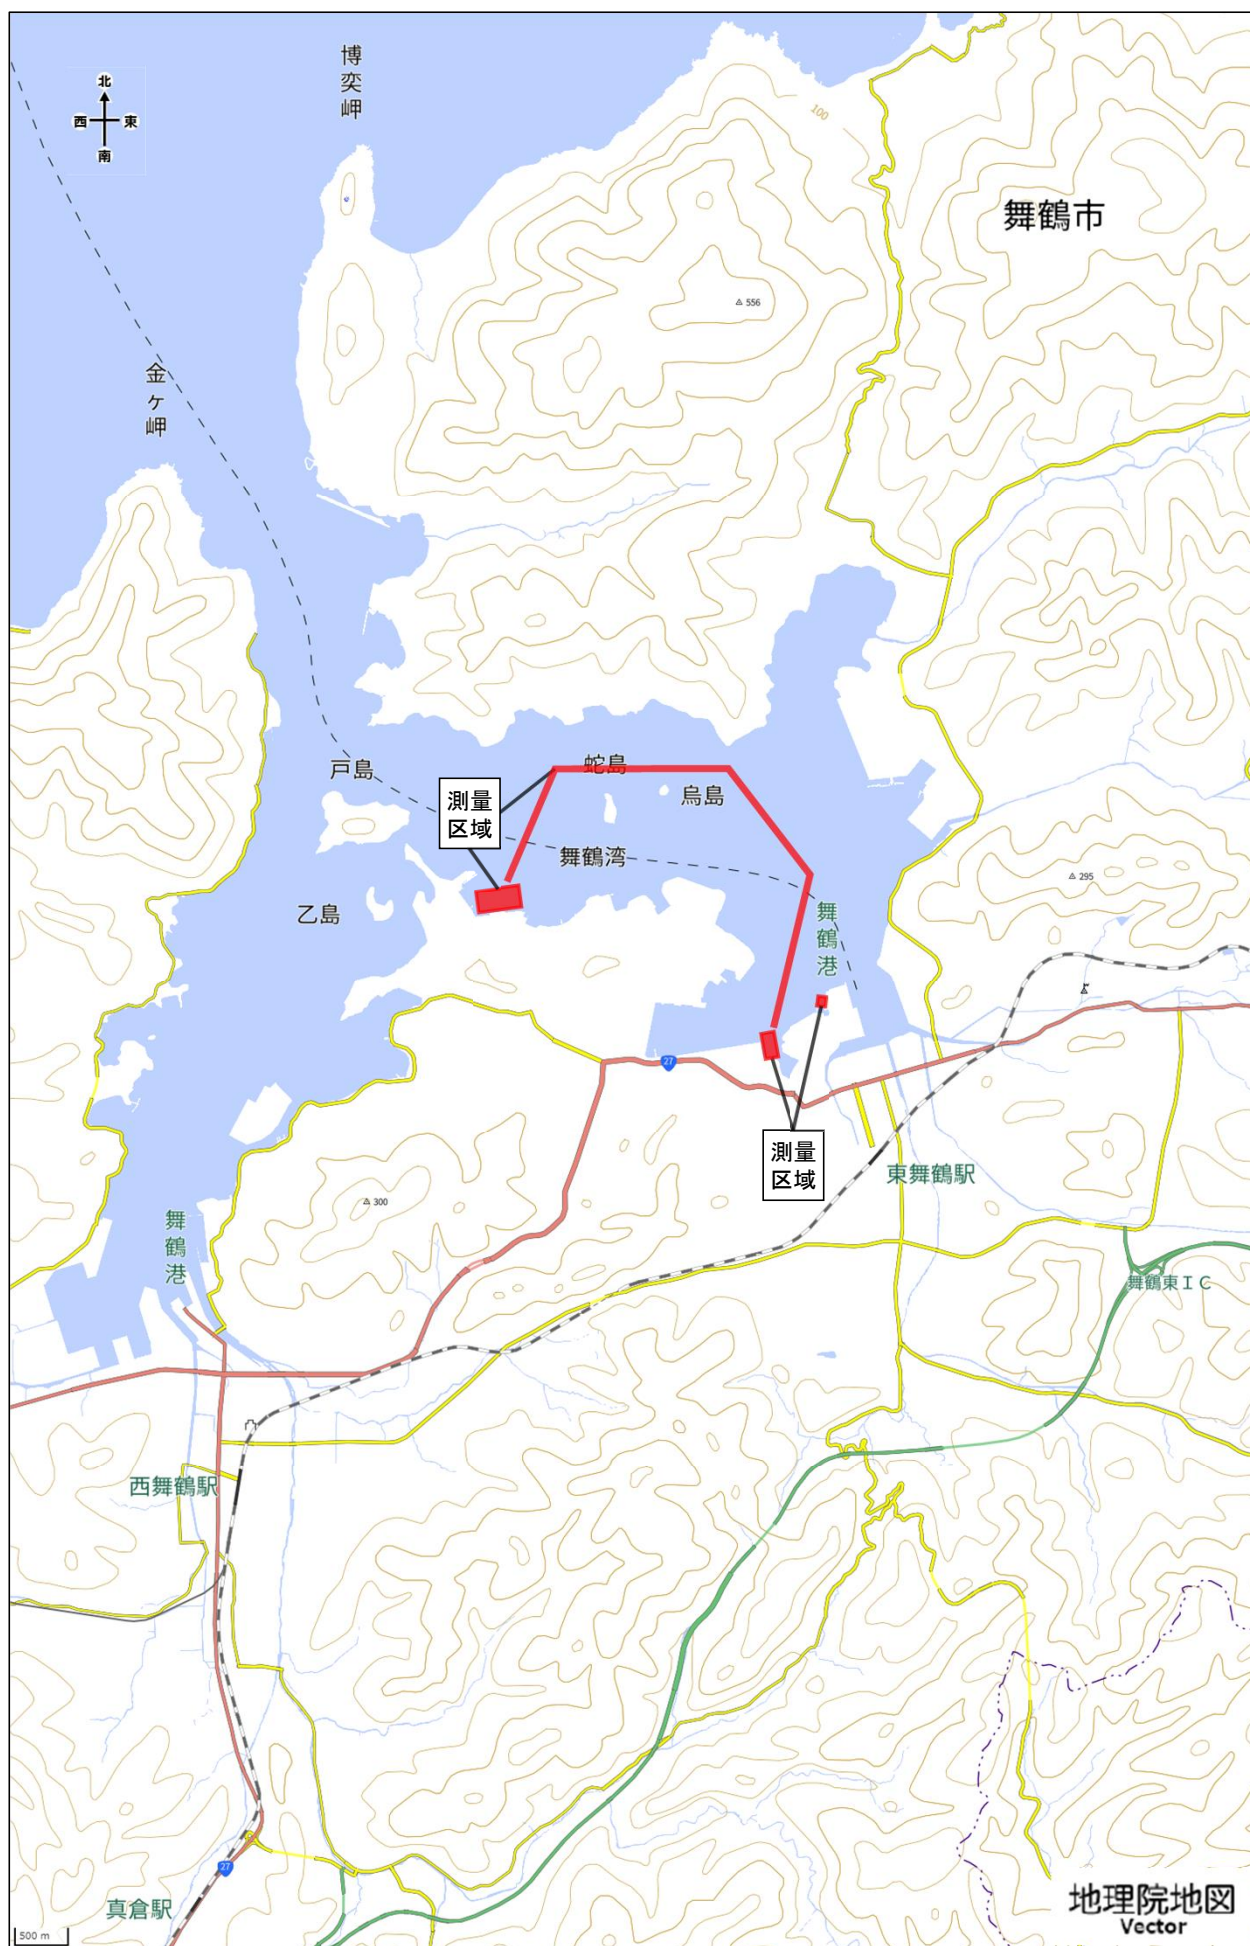 博奕岬
北
西 東
南
100
舞鶴市
556
金ヶ岬
蛇島
戸島
烏島
測量
区域
舞鶴湾
295
舞鶴港
乙島
27
測量
区域
東舞鶴駅
300
舞鶴港
舞鶴東IC
西舞鶴駅
27
真倉駅
地理院地図
Vector
500 m